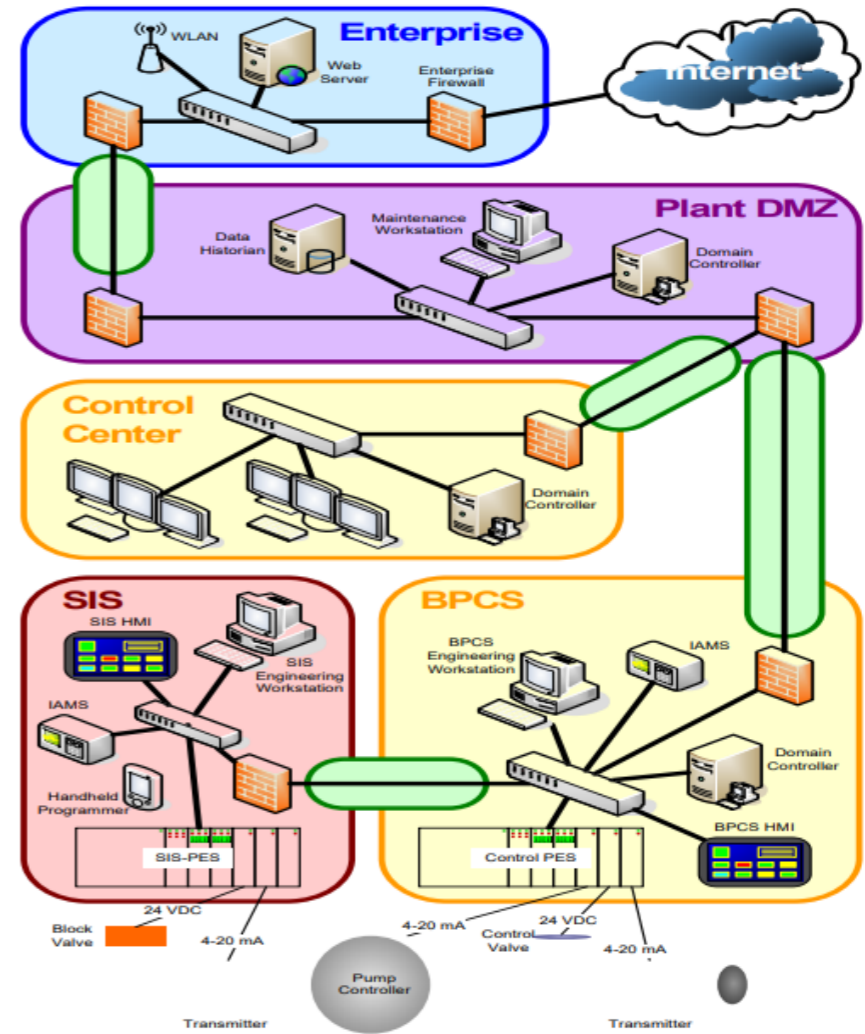 Enterprise
WLAN
Web
Server
Enterprise
Firewall
Internet
Plant DMZ
Data
Historian
Maintenance
Workstation
Domain
Controller
Control
Center
Domain
Controller
SIS
SIS HMI
SIS
Engineering
Workstation
IAMS
Handheld
Programmer
SIS-PES
BPCS
BPCS
Engineering
Workstation
IAMS
Domain
Controller
BPCS HMI
Control PES
24 VDC
Block
Valve
4-20 mA
4-20 mA
24 VDC
Control
Valve
4-20 mA
Pump
Controller
Transmitter
Transmitter